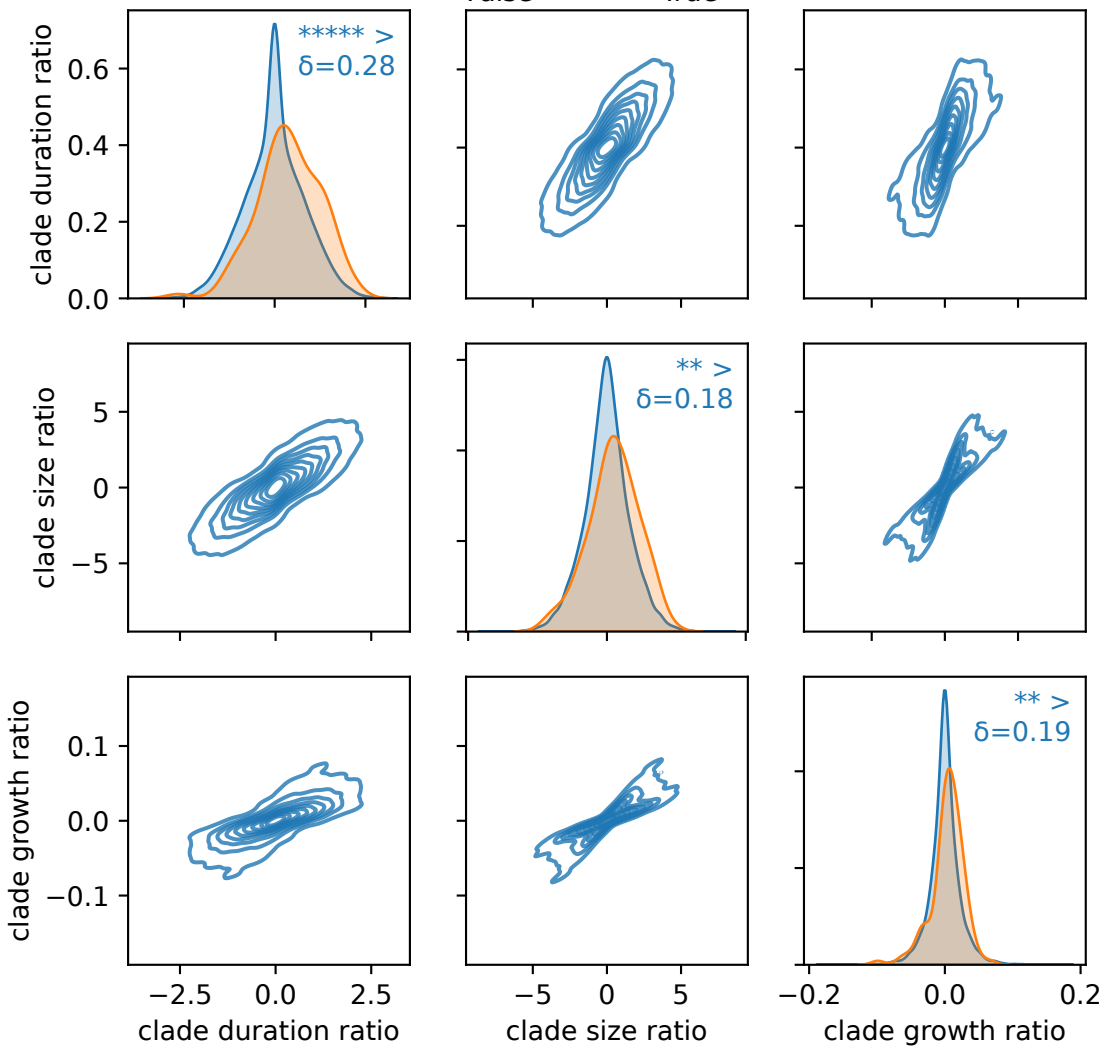 ***** >
δ=0.28
clade duration ratio
0.6
0.4
0.2
0.0
** >
δ=0.18
clade size ratio
5
0
−5
** >
δ=0.19
clade growth ratio
0.1
0.0
−0.1
−2.5 0.0 2.5
−5 0 5
−0.2 0.0 0.2
clade duration ratio
clade size ratio
clade growth ratio